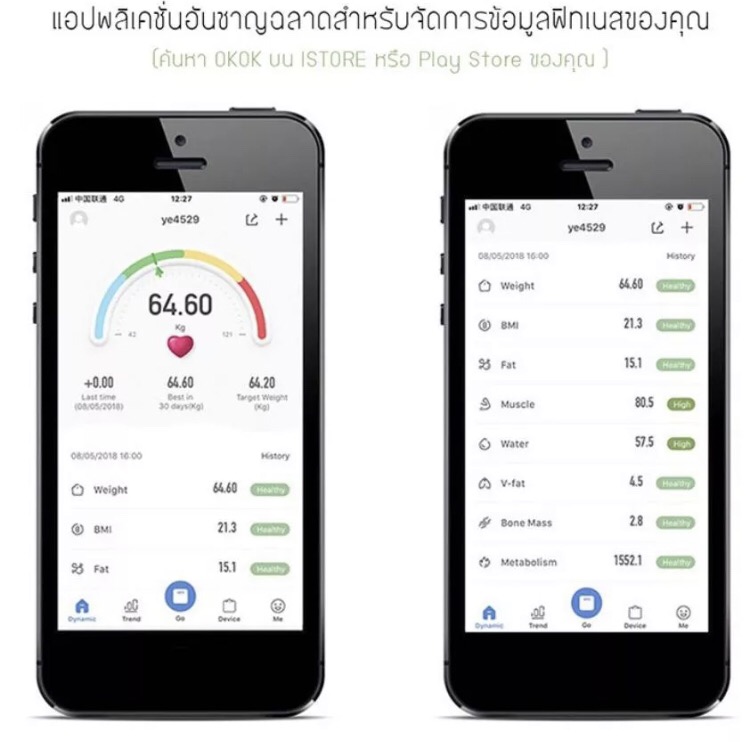 แอปพลิเคชั่นอันชาญฉลาดสำหรับจัดการข้อมูลฟิทเนสของคุณ
(ค้นหา OKOK บน ISTORE หรือ Play Store ของคุณ )
中国联通 4G 12:27
ye4529
64.60
Kg
42 121
+0.00 64.60 64.20
Last time Best in Target Weight
(08/05/2018) 30 days(Kg) (Kg)
08/05/2018 16:00 History
Weight 64.60 Healthy
BMI 21.3 Healthy
Fat 15.1 Healthy
Dynamic Trend Go Device Me
中国联通 4G 12:27
ye4529
08/05/2018 16:00 History
Weight 64.60 Healthy
BMI 21.3 Healthy
Fat 15.1 Healthy
Muscle 80.5 High
Water 57.5 High
V-fat 4.5 Healthy
Bone Mass 2.8 Healthy
Metabolism 1552.1 Healthy
Dynamic Trend Go Device Me